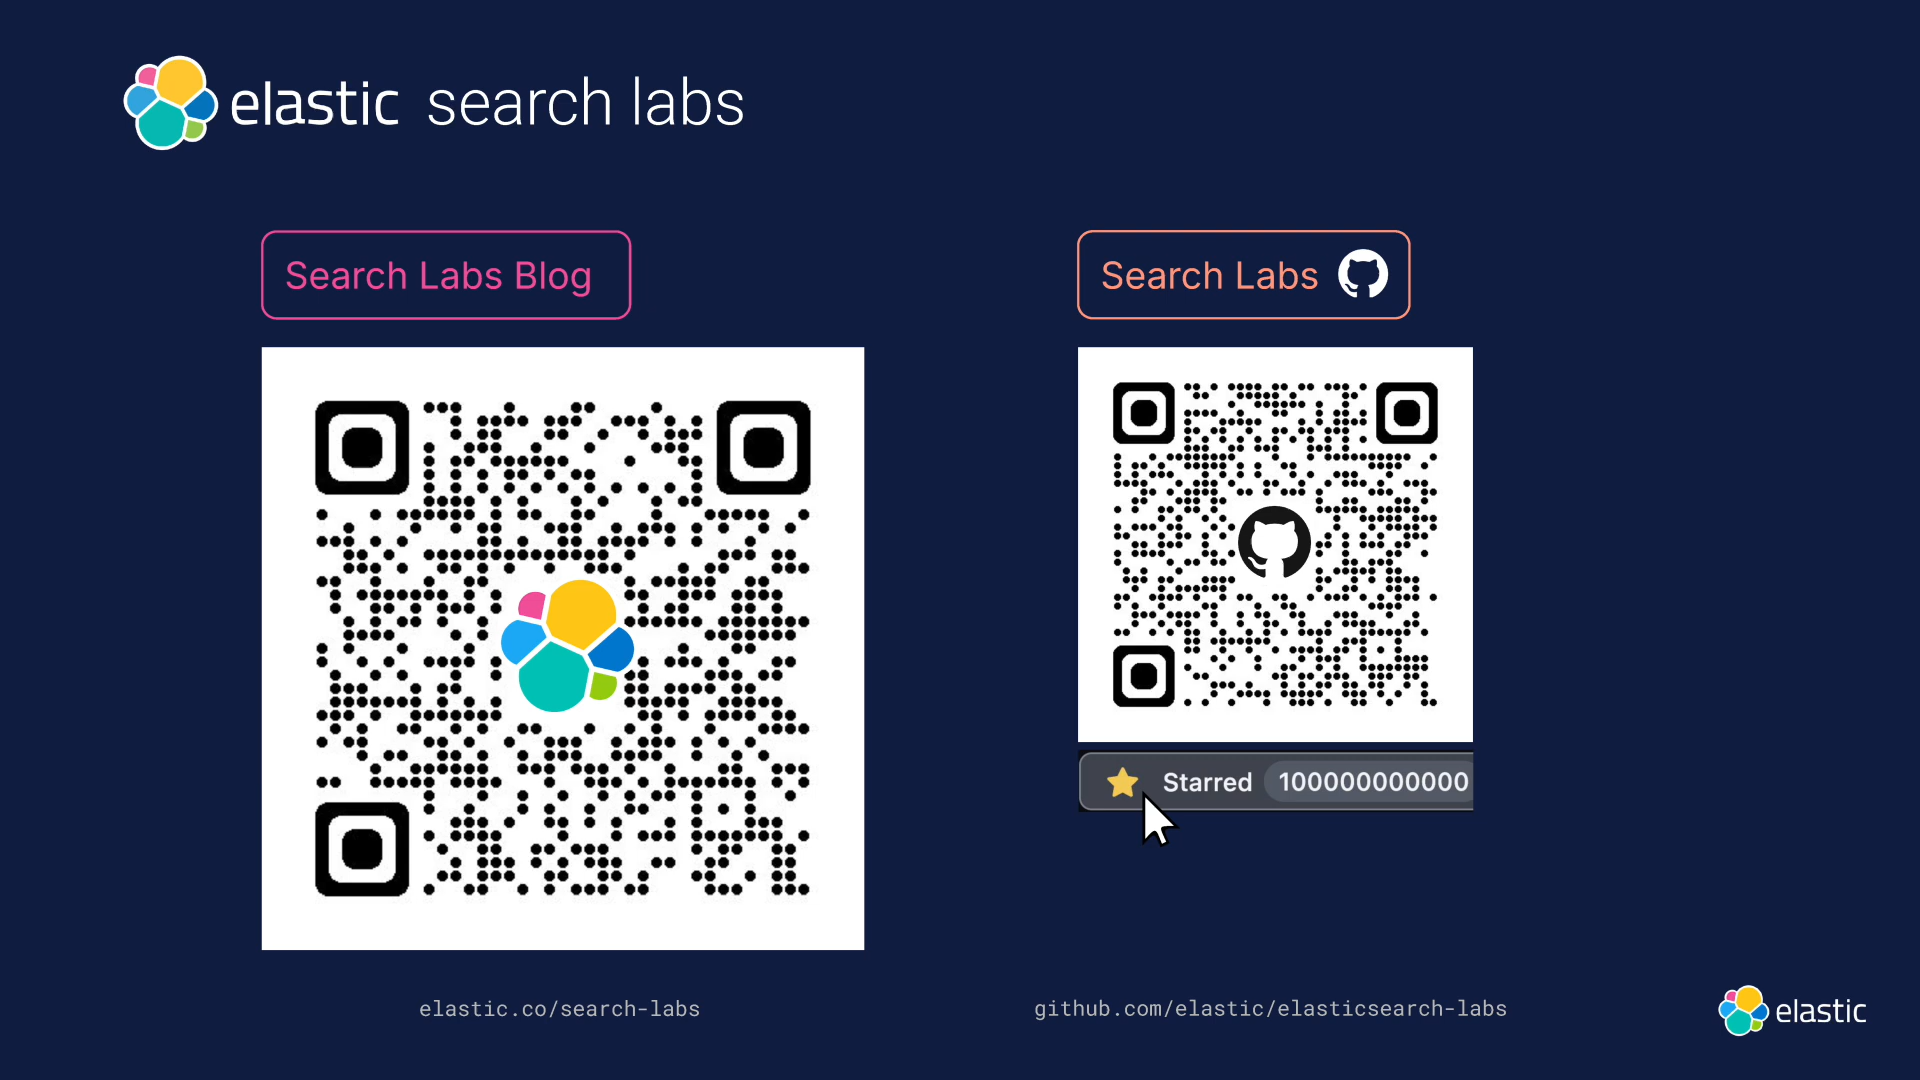 elastic search labs
Search Labs Blog
Search Labs
Starred 100000000000
elastic.co/search-labs
github.com/elastic/elasticsearch-labs
elastic